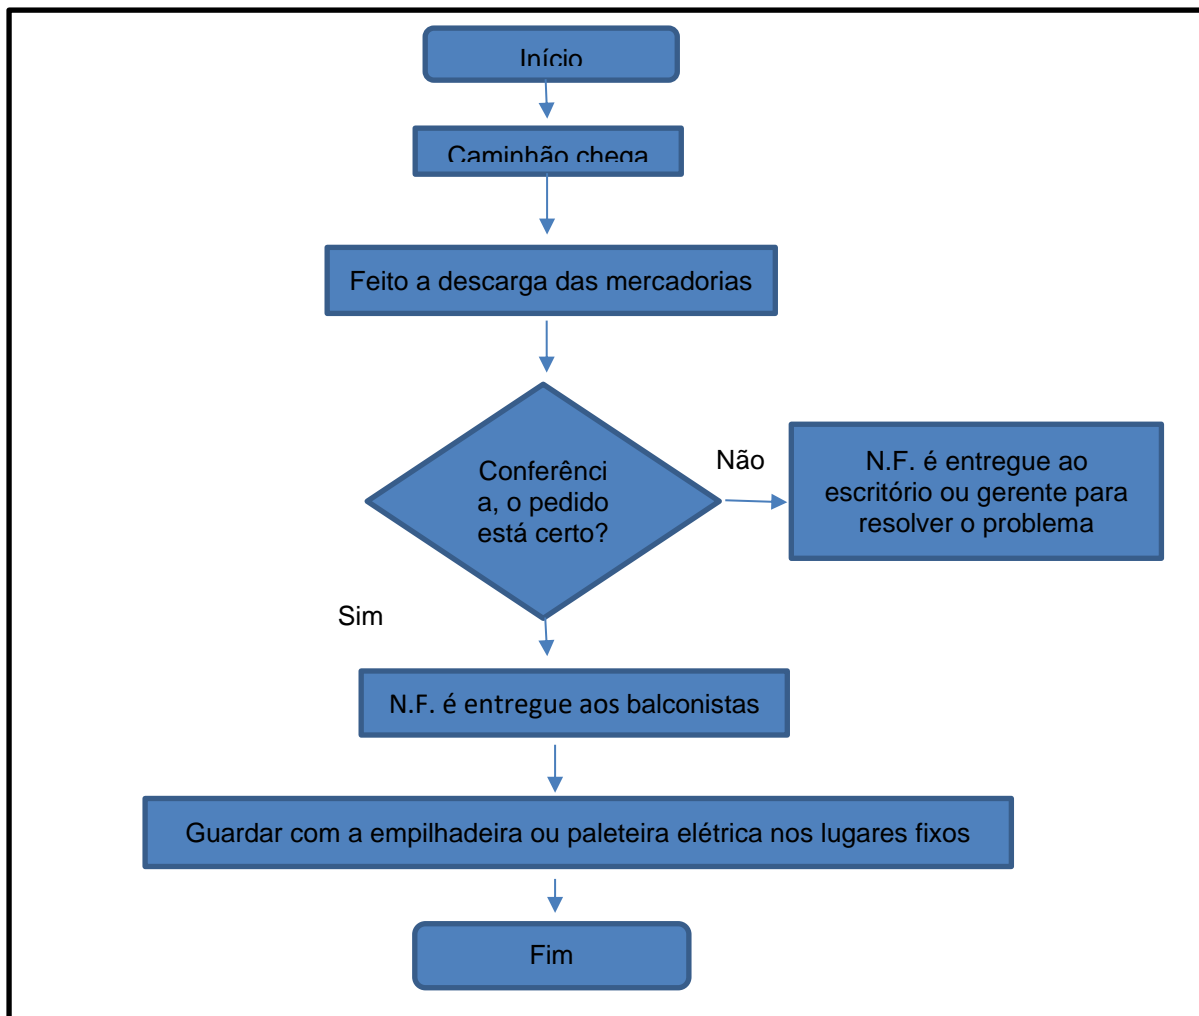 Início
Caminhão chega
Feito a descarga das mercadorias
Conferênci
a, o pedido
está certo?
Não
N.F. é entregue ao
escritório ou gerente para
resolver o problema
Sim
N.F. é entregue aos balconistas
Guardar com a empilhadeira ou paleteira elétrica nos lugares fixos
Fim